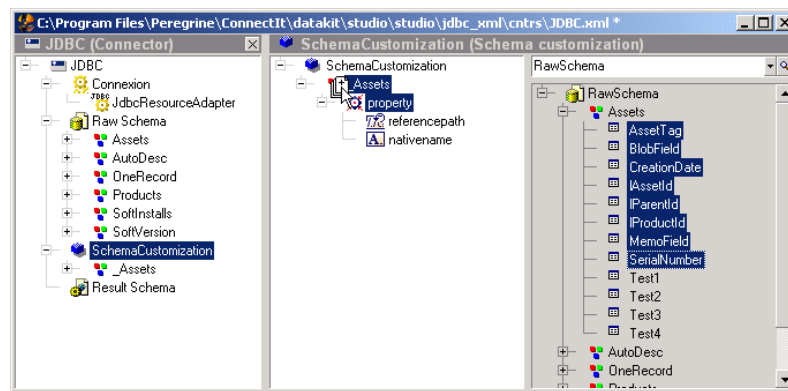 C:\Program Files\Peregrine\ConnectIt\datakit\studio\studio\jdbc_xml\cntrs\JDBC.xml *
JDBC (Connector)
JDBC
Connexion
JDBC
JdbcResourceAdapter
Raw Schema
Assets
AutoDesc
OneRecord
Products
SoftInstalls
SoftVersion
SchemaCustomization
_Assets
Result Schema
SchemaCustomization (Schema customization)
SchemaCustomization
_Assets
property
referencepath
A.
nativename
RawSchema
RawSchema
Assets
AssetTag
BlobField
CreationDate
lAssetId
lParentId
lProductId
MemoField
SerialNumber
Test1
Test2
Test3
Test4
AutoDesc
OneRecord
Products